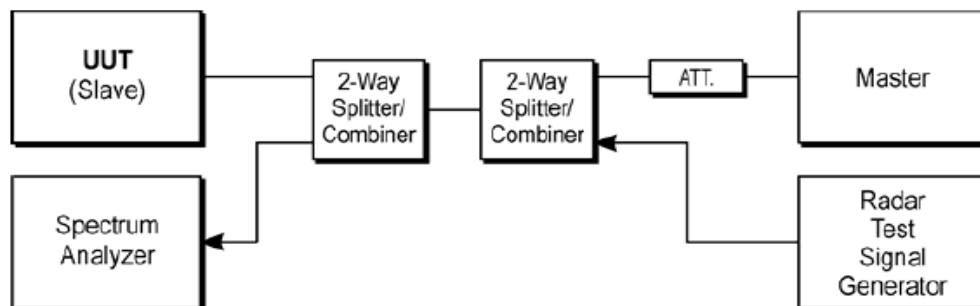 UUT
(Slave)
2-Way
Splitter/
Combiner
2-Way
Splitter/
Combiner
ATT.
Master
Spectrum
Analyzer
Radar
Test
Signal
Generator